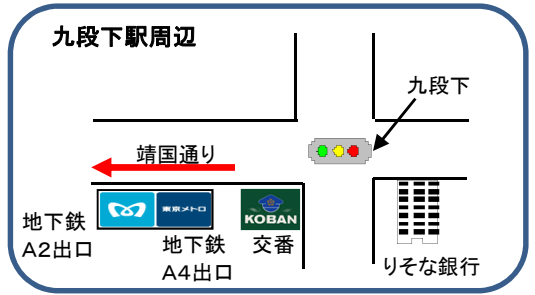 九段下駅周辺
九段下
靖国通り
東京メトロ
KOBAN
地下鉄
A2出口
地下鉄
A4出口
交番
りそな銀行